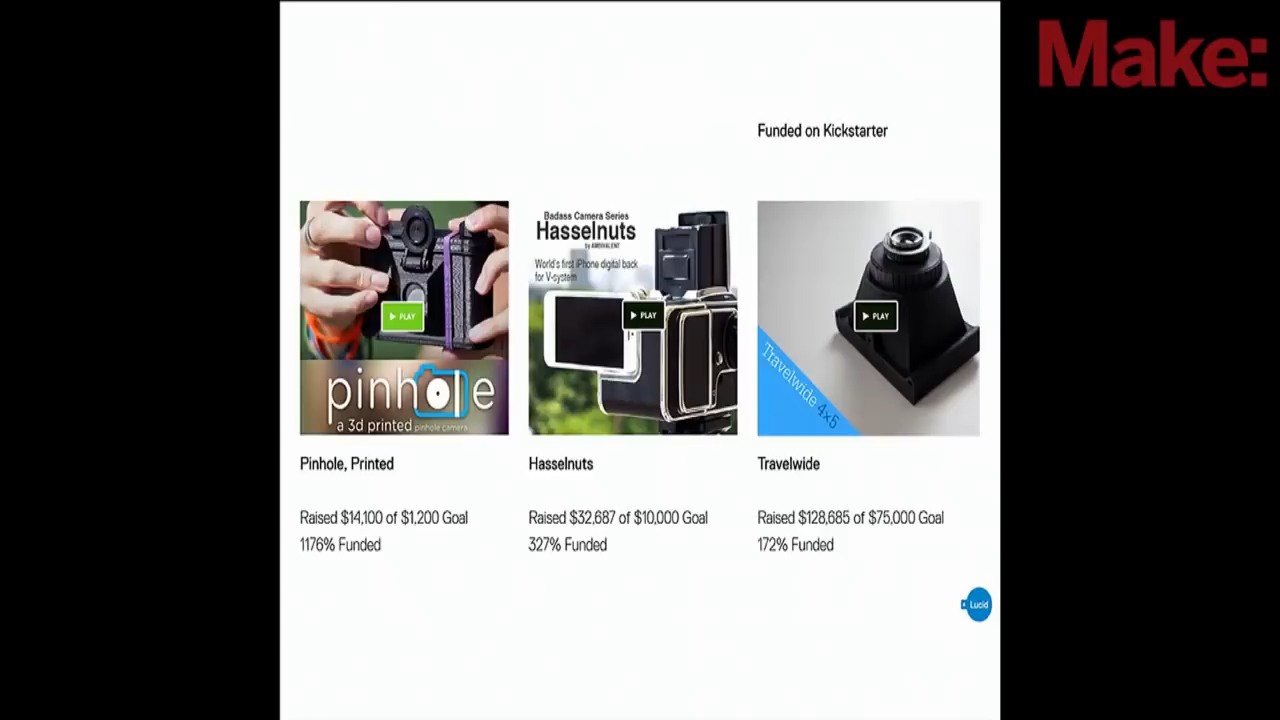 Make:
Funded on Kickstarter
PLAY
pinhole
a 3d printed pinhole camera
Badass Camera Series
Hasselnuts
by AMBIVALENT
World's first iPhone digital back
for V-system
PLAY
PLAY
Travelwide 4x5
Pinhole, Printed
Raised $14,100 of $1,200 Goal
1176% Funded
Hasselnuts
Raised $32,687 of $10,000 Goal
327% Funded
Travelwide
Raised $128,685 of $75,000 Goal
172% Funded
Lucid